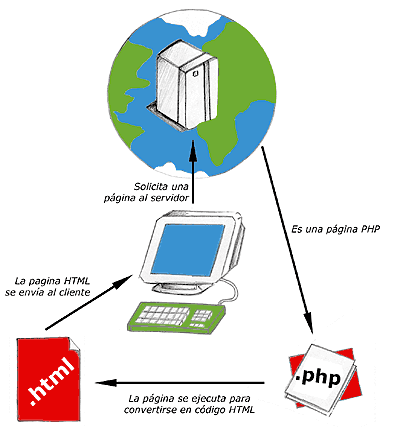 Solicita una
página al servidor
Es una página PHP
La pagina HTML
se envía al cliente
.html
.php
La página se ejecuta para
convertirse en código HTML